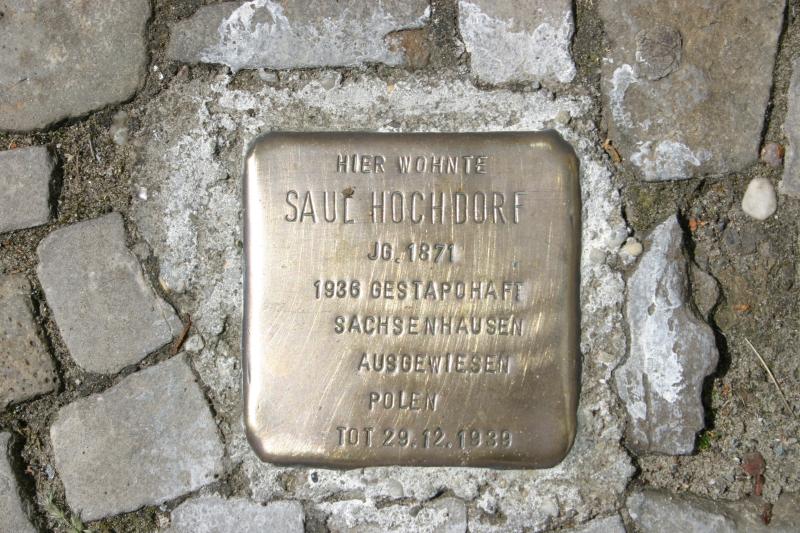 HIER WOHNTE
SAUL HOCHDORF
JG. 1871
1936 GESTAPOHAFT
SACHSENHAUSEN
AUSGEWIESEN
POLEN
TOT 29.12.1939